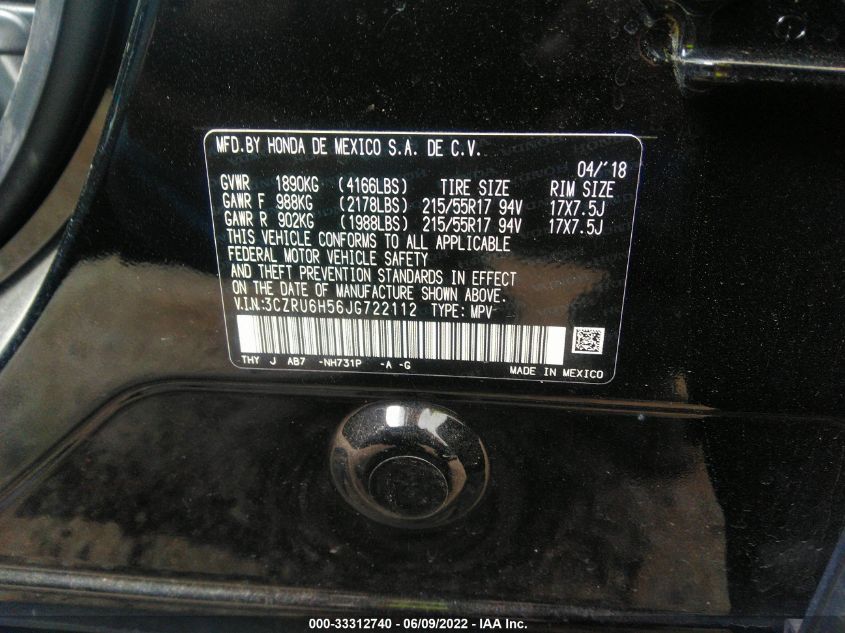 MFD.BY HONDA DE MEXICO S.A. DE C.V.
04/'18
GVWR 1890KG (4166LBS) TIRE SIZE RIM SIZE
GAWR F 988KG (2178LBS) 215/55R17 94V 17X7.5J
GAWR R 902KG (1988LBS) 215/55R17 94V 17X7.5J
THIS VEHICLE CONFORMS TO ALL APPLICABLE
FEDERAL MOTOR VEHICLE SAFETY
AND THEFT PREVENTION STANDARDS IN EFFECT
ON THE DATE OF MANUFACTURE SHOWN ABOVE.
V.I.N.:3CZRU6H56JG722112 TYPE: MPV
THY J AB7 -NH731P -A -G
MADE IN MEXICO
000-33312740 - 06/09/2022 - IAA Inc.